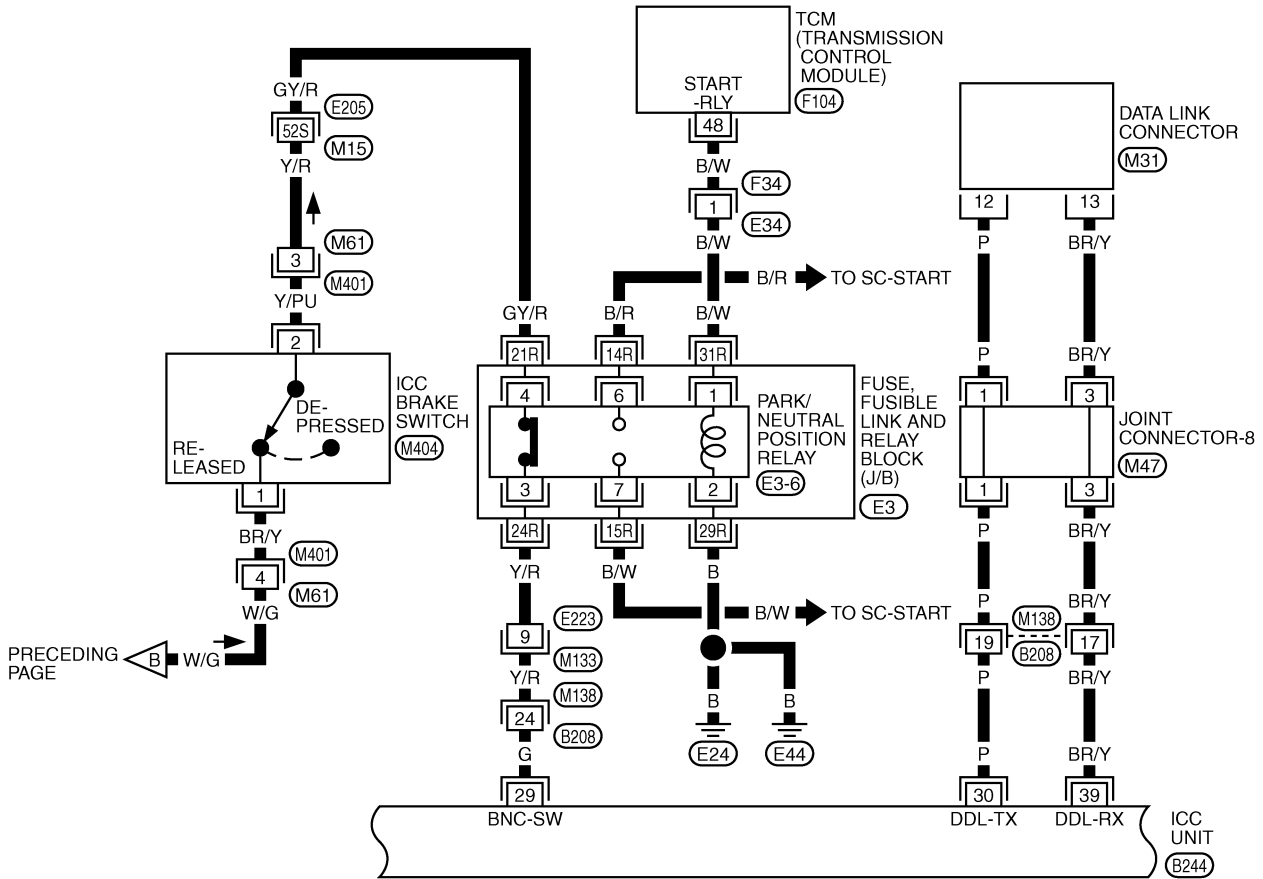 TCM
(TRANSMISSION
CONTROL
MODULE)
F104
START
-RLY
48
B/W
F34
1
E34
B/W
B/R
TO SC-START
GY/R
B/R
B/W
GY/R
E205
52S
M15
Y/R
M61
3
M401
Y/PU
2
DE-
PRESSED
RE-
LEASED
ICC
BRAKE
SWITCH
M404
1
BR/Y
M401
4
M61
W/G
PRECEDING
PAGE
B
W/G
21R
14R
31R
4
6
1
PARK/
NEUTRAL
POSITION
RELAY
E3-6
FUSE,
FUSIBLE
LINK AND
RELAY
BLOCK
(J/B)
E3
3
7
2
24R
15R
29R
Y/R
B/W
B
B/W
TO SC-START
E223
9
M133
Y/R
M138
24
B208
G
29
BNC-SW
B
B
E24
E44
DATA LINK
CONNECTOR
M31
12
13
P
BR/Y
P
BR/Y
1
3
JOINT
CONNECTOR-8
M47
1
3
P
BR/Y
P
BR/Y
M138
19
17
B208
P
BR/Y
P
BR/Y
30
39
DDL-TX
DDL-RX
ICC
UNIT
B244